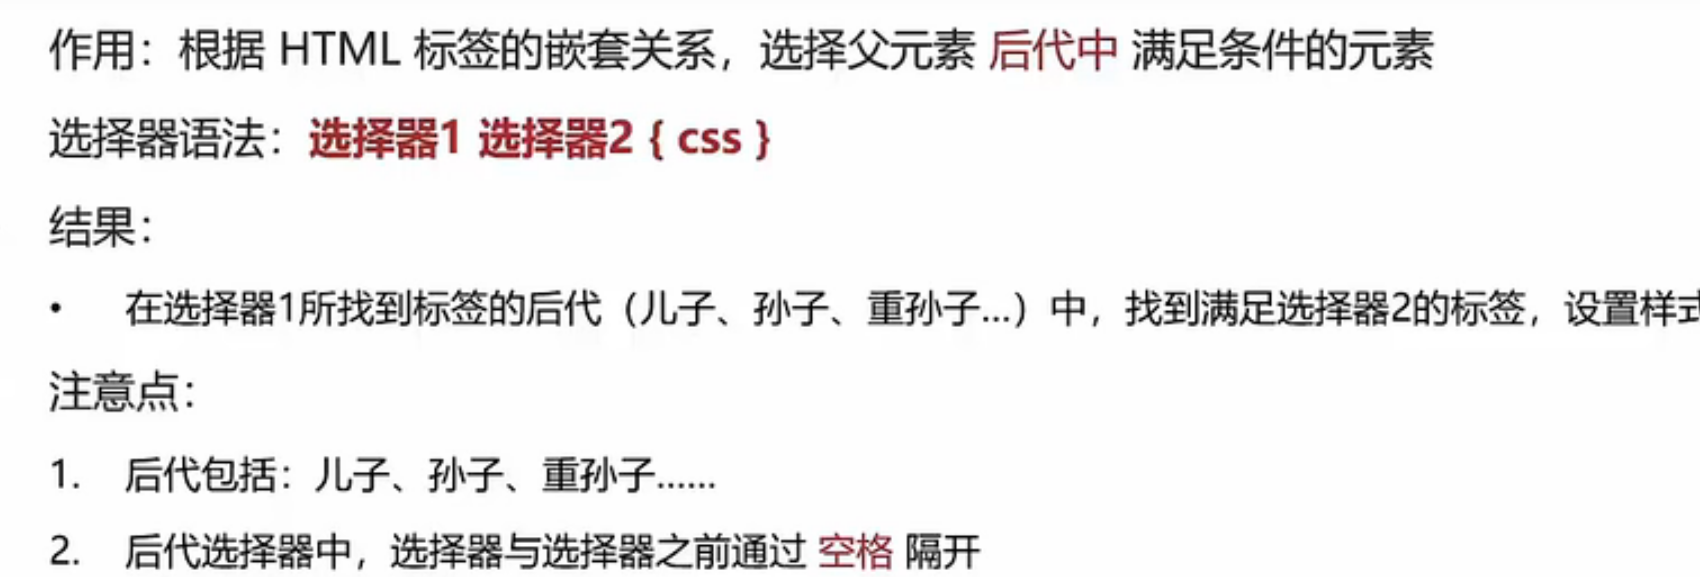 作用：根据 HTML 标签的嵌套关系，选择父元素 后代中 满足条件的元素
选择器语法：选择器1 选择器2 { css }
结果：
• 在选择器1所找到标签的后代（儿子、孙子、重孙子...）中，找到满足选择器2的标签，设置样式
注意点：
1. 后代包括：儿子、孙子、重孙子......
2. 后代选择器中，选择器与选择器之前通过 空格 隔开